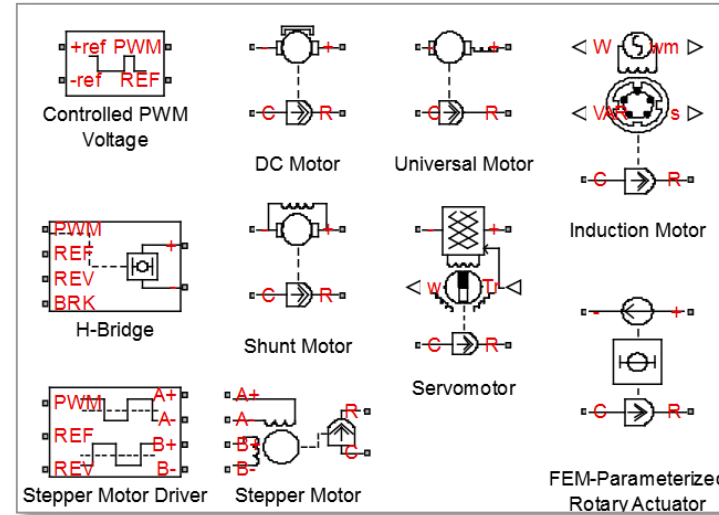 +ref PWM
-ref REF
Controlled PWM
Voltage
- +
C R
DC Motor
- +
C R
Universal Motor
W wm
VAR s
C R
Induction Motor
PWM
REF
REV
BRK
+
-
H-Bridge
- +
C R
Shunt Motor
- +
w Tr
C R
Servomotor
- +
C R
FEM-Parameterized
Rotary Actuator
PWM
REF
REV
A+
A-
B+
B-
Stepper Motor Driver
A+
A-
B+
B-
R
C
Stepper Motor